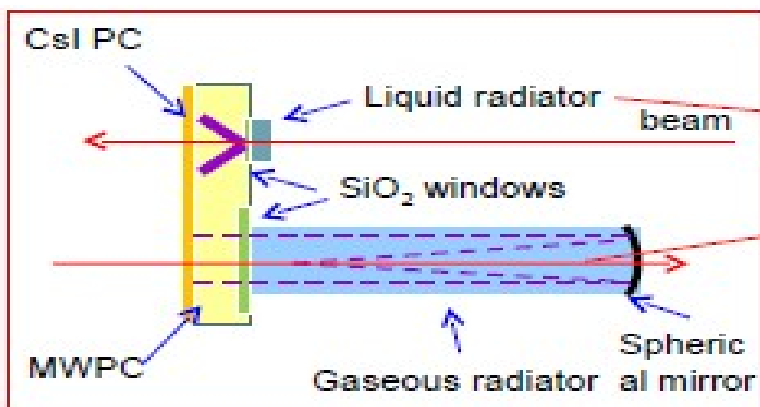 CsI PC
Liquid radiator
beam
SiO₂ windows
MWPC
Gaseous radiator
Spheric
al mirror